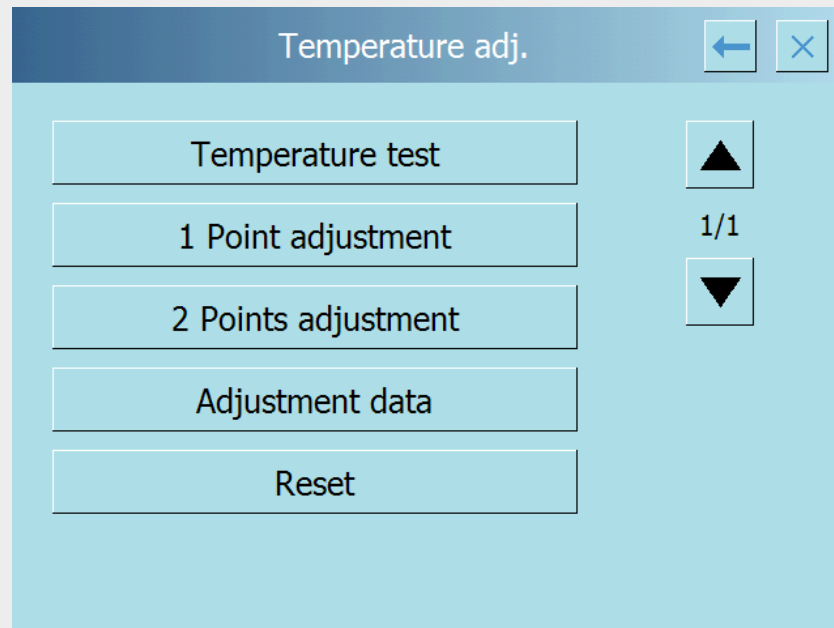 Temperature adj.
Temperature test
1 Point adjustment
1/1
2 Points adjustment
Adjustment data
Reset